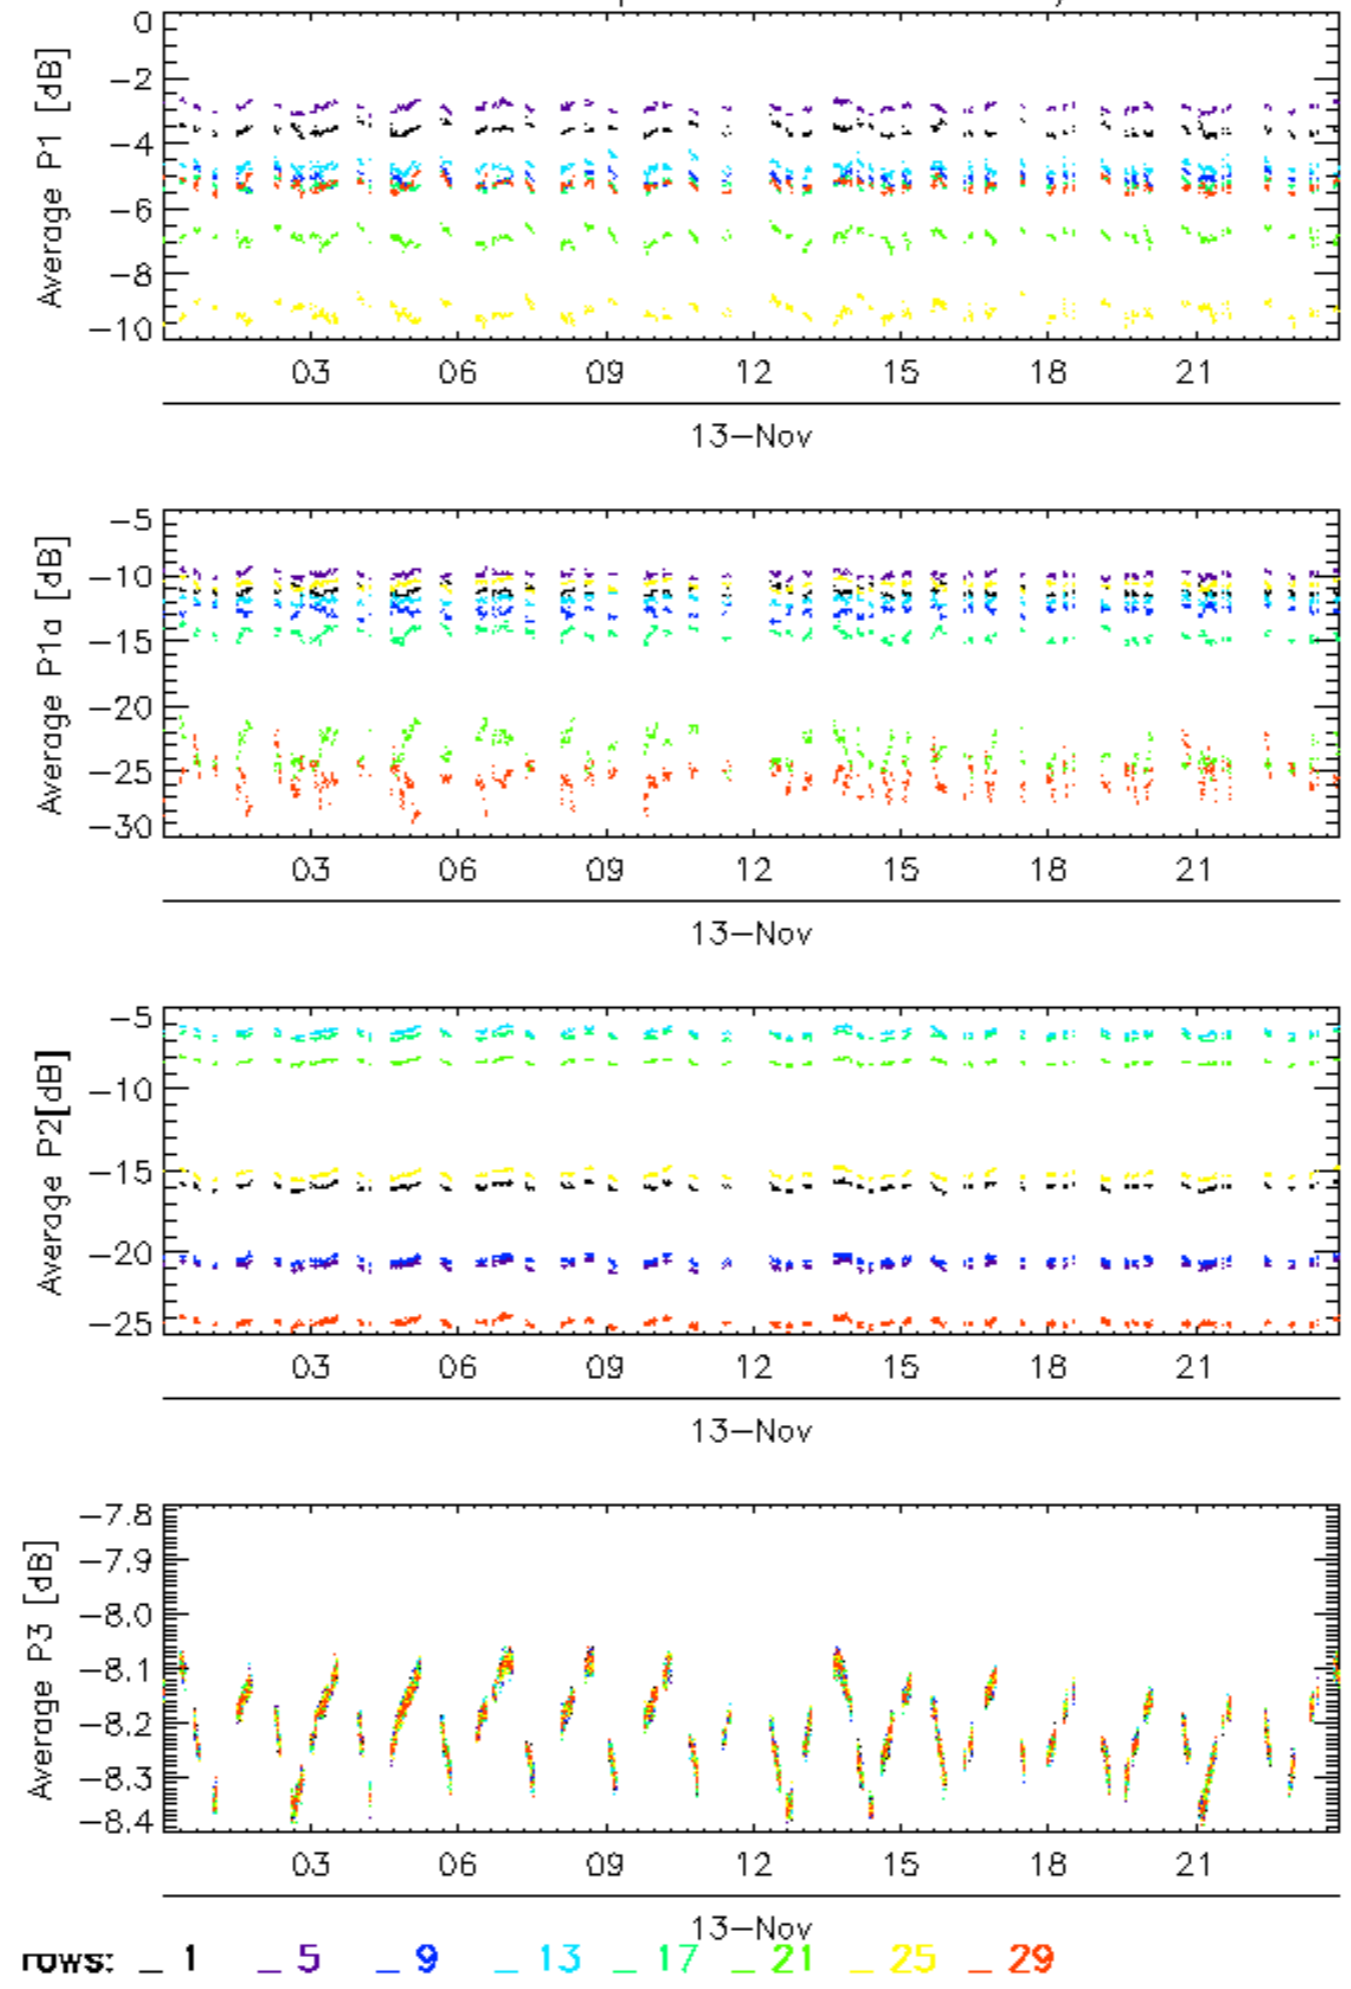 Average P1 [dB]
0
−2
−4
−6
−8
−10
03 06 09 12 15 18 21
13−Nov
Average P1a [dB]
−5
−10
−15
−20
−25
−30
03 06 09 12 15 18 21
13−Nov
Average P2[dB]
−5
−10
−15
−20
−25
03 06 09 12 15 18 21
13−Nov
Average P3 [dB]
−7.8
−7.9
−8.0
−8.1
−8.2
−8.3
−8.4
03 06 09 12 15 18 21
13−Nov
rows: _ 1 _ 5 _ 9 _ 13 _ 17 _ 21 _ 25 _ 29